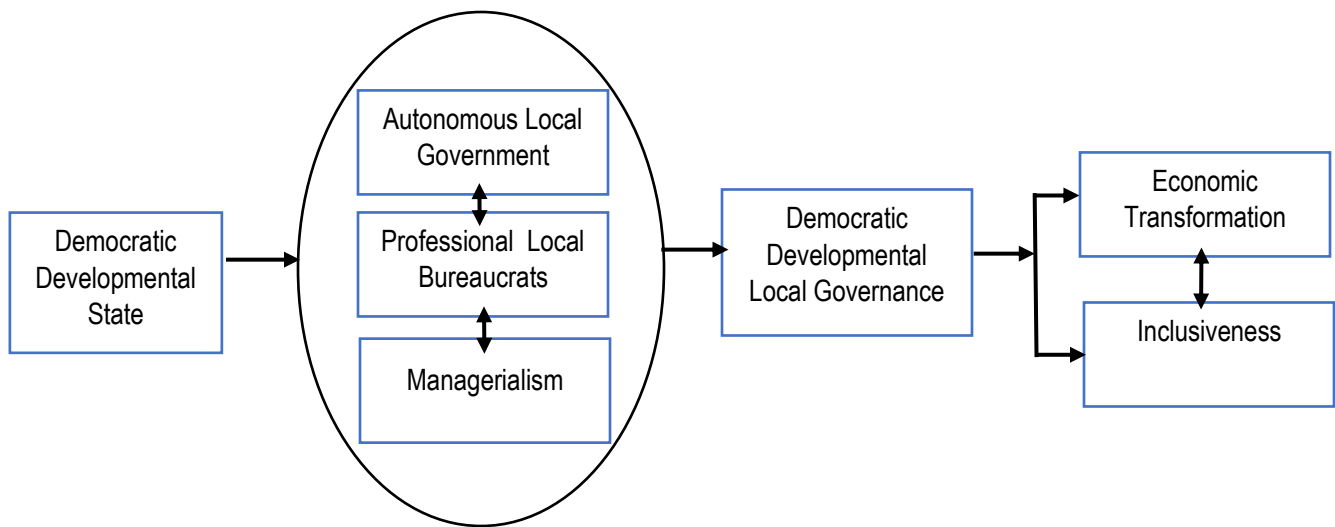 Democratic
Developmental
State
Autonomous Local
Government
Professional Local
Bureaucrats
Managerialism
Democratic
Developmental
Local Governance
Economic
Transformation
Inclusiveness